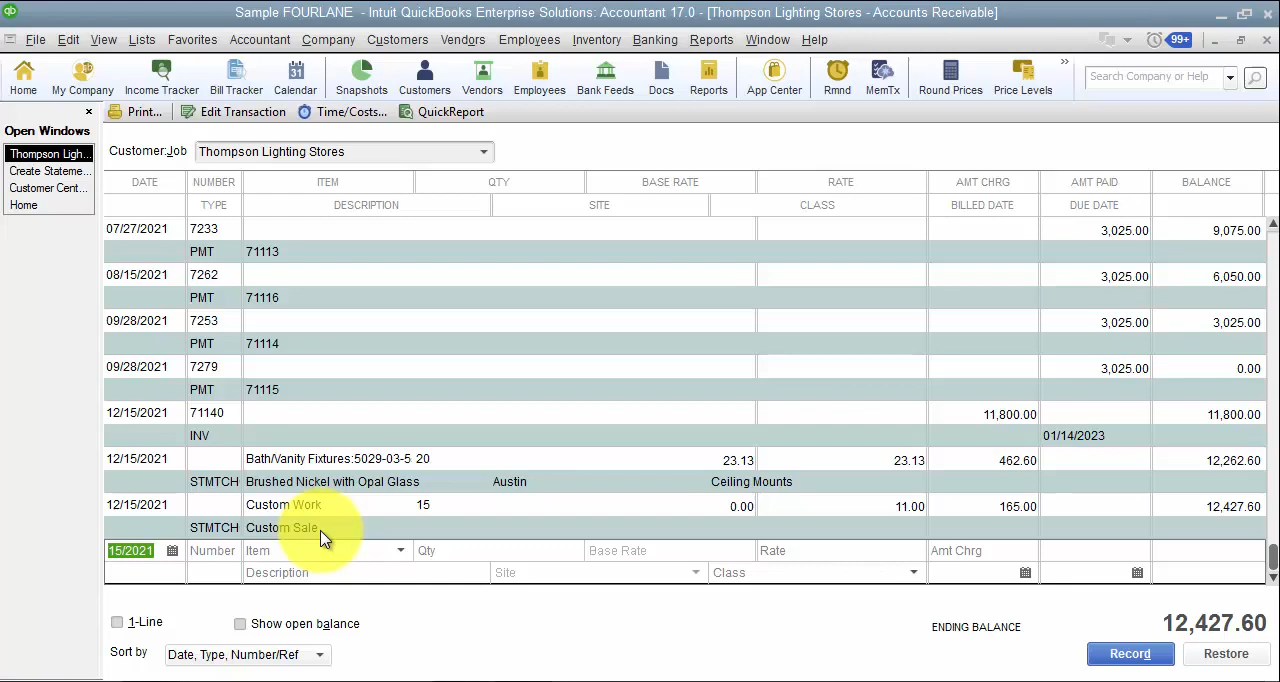 Sample FOURLANE - Intuit QuickBooks Enterprise Solutions: Accountant 17.0 - [Thompson Lighting Stores - Accounts Receivable]
File Edit View Lists Favorites Accountant Company Customers Vendors Employees Inventory Banking Reports Window Help 99+
Home My Company Income Tracker Bill Tracker Calendar Snapshots Customers Vendors Employees Bank Feeds Docs Reports App Center Rmnd MemTx Round Prices Price Levels Search Company or Help
Print... Edit Transaction Time/Costs... QuickReport
Open Windows
Thompson Ligh...
Create Stateme...
Customer Cent...
Home
Customer:Job Thompson Lighting Stores
DATE NUMBER ITEM QTY BASE RATE RATE AMT CHRG AMT PAID BALANCE
TYPE DESCRIPTION SITE CLASS BILLED DATE DUE DATE
07/27/2021 7233 3,025.00 9,075.00
PMT 71113
08/15/2021 7262 3,025.00 6,050.00
PMT 71116
09/28/2021 7253 3,025.00 3,025.00
PMT 71114
09/28/2021 7279 3,025.00 0.00
PMT 71115
12/15/2021 71140 11,800.00 11,800.00
INV 01/14/2023
12/15/2021 Bath/Vanity Fixtures:5029-03-5 20 23.13 23.13 462.60 12,262.60
STMTCH Brushed Nickel with Opal Glass Austin Ceiling Mounts
12/15/2021 Custom Work 15 0.00 11.00 165.00 12,427.60
STMTCH Custom Sale
15/2021 Number Item Qty Base Rate Rate Amt Chrg
Description Site Class
1-Line Show open balance ENDING BALANCE 12,427.60
Sort by Date, Type, Number/Ref Record Restore